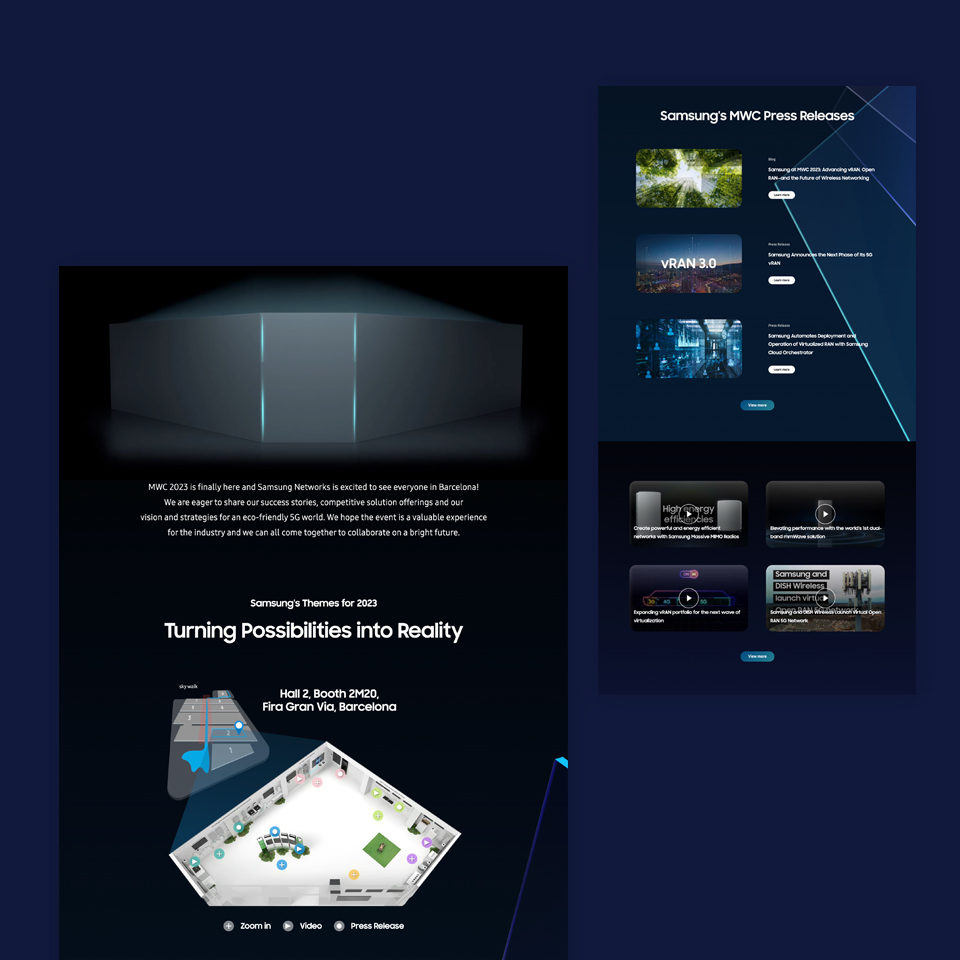 MWC 2023 is finally here and Samsung Networks is excited to see everyone in Barcelona!
We are eager to share our success stories, competitive solution offerings and our
vision and strategies for an eco-friendly 5G world. We hope the event is a valuable experience
for the industry and we can all come together to collaborate on a bright future.
Samsung's Themes for 2023
Turning Possibilities into Reality
sky walk
Hall 2, Booth 2M20,
Fira Gran Via, Barcelona
3
1
Zoom in
Video
Press Release
Samsung's MWC Press Releases
Blog
Samsung at MWC 2023: Advancing vRAN, Open
RAN—and the Future of Wireless Networking
Learn more
vRAN 3.0
Press Release
Samsung Announces the Next Phase of Its 5G
vRAN
Learn more
Press Release
Samsung Automates Deployment and
Operation of Virtualized RAN with Samsung
Cloud Orchestrator
Learn more
View more
High energy
efficiencies
Create powerful and energy efficient
networks with Samsung Massive MIMO Radios
Elevating performance with the world's 1st dual-
band mmWave solution
3G 4G 5G
Expanding vRAN portfolio for the next wave of
virtualization
Samsung and
DISH Wireless
launch virtual
Open RAN 5G Network
Samsung and DISH Wireless Launch Virtual Open
RAN 5G Network
View more